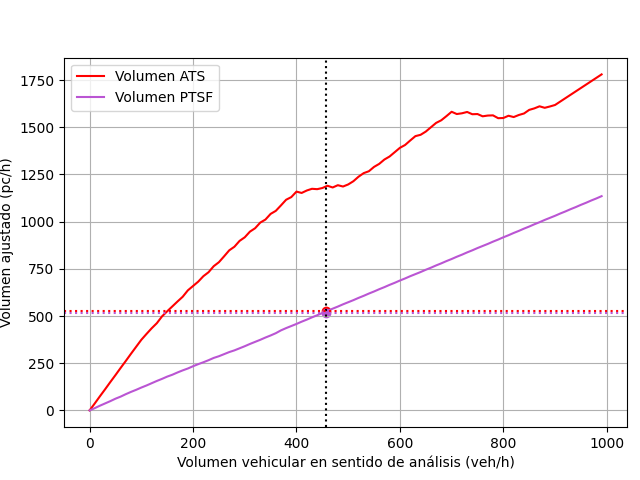 Volumen ATS
Volumen PTSF
1750
1500
1250
1000
750
500
250
0
Volumen ajustado (pc/h)
0 200 400 600 800 1000
Volumen vehicular en sentido de análisis (veh/h)